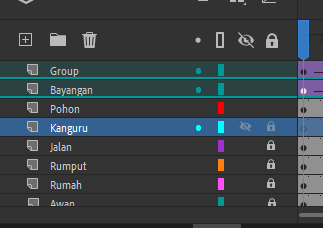 Group
Bayangan
Pohon
Kanguru
Jalan
Rumput
Rumah
Awan